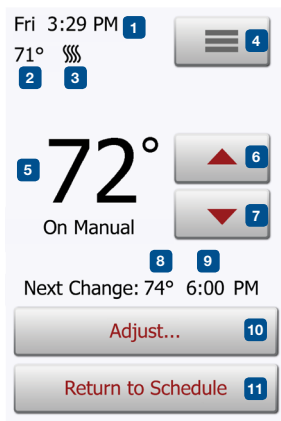 Fri 3:29 PM 1
4
71°
2 3
5 72° 6
On Manual 7
8 9
Next Change: 74° 6:00 PM
Adjust... 10
Return to Schedule 11